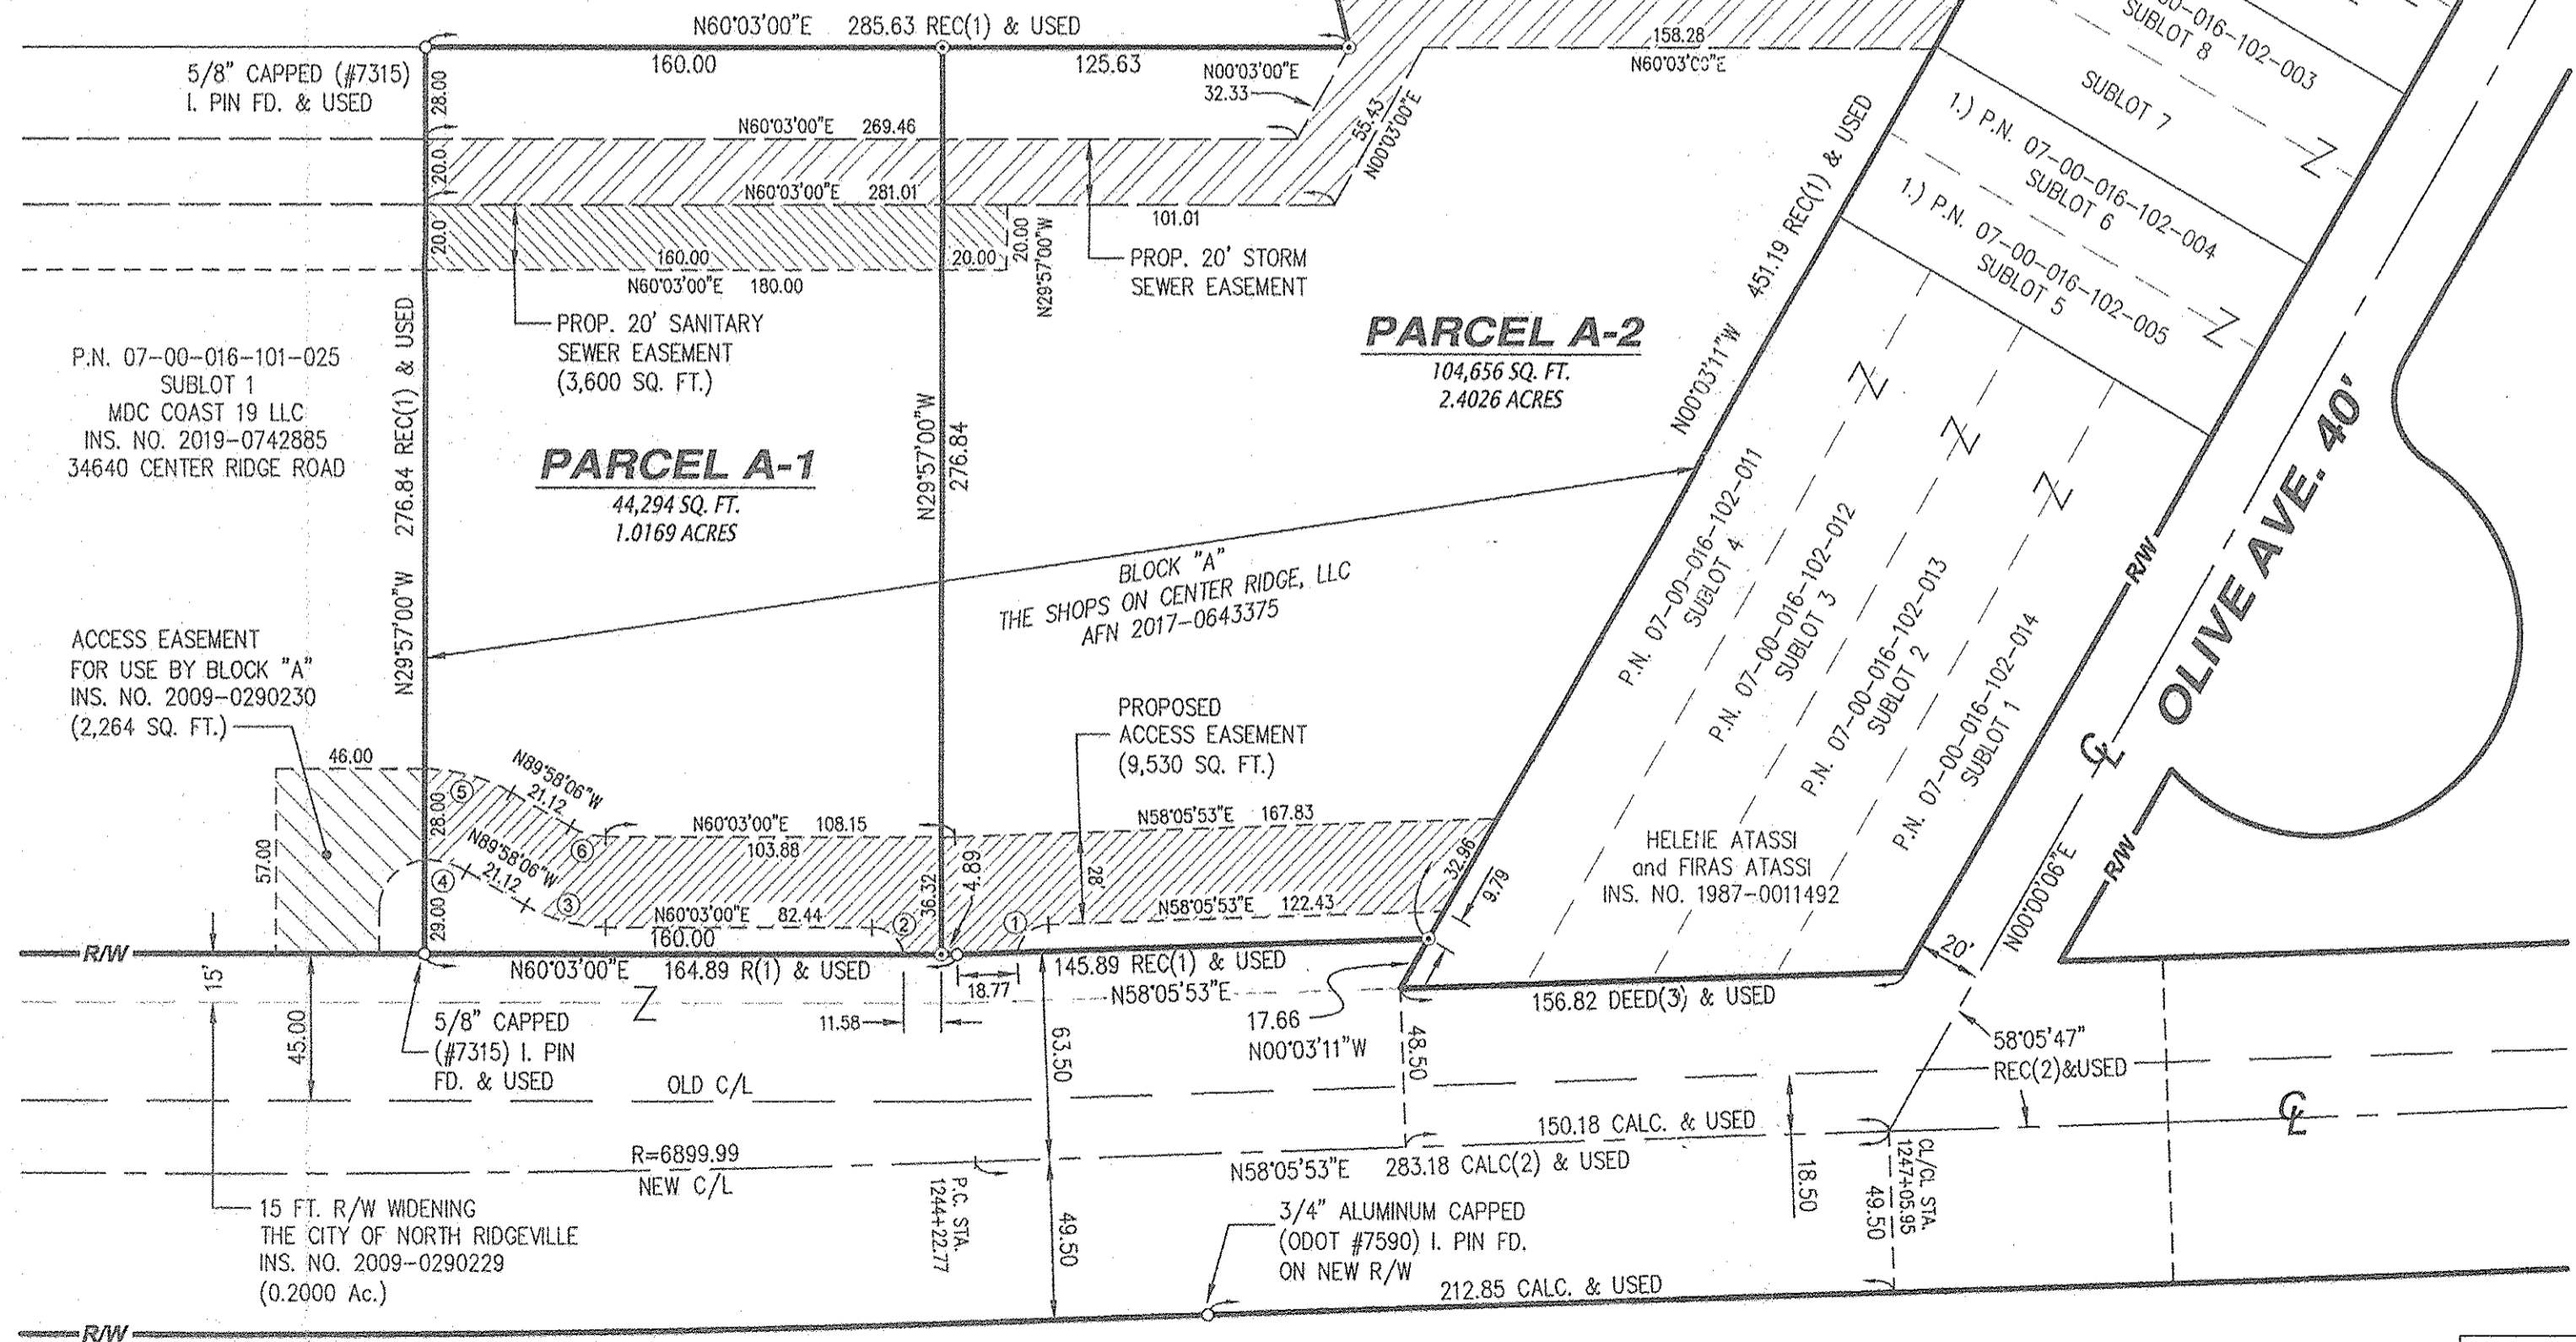 N60°03'00"E 285.63 REC(1) & USED
160.00
125.63
5/8" CAPPED (#7315)
I. PIN FD. & USED
28.00
N00°03'00"E
32.33
158.28
N60°03'00"E
55.43
N00°03'00"E
N60°03'00"E 269.46
20.0
N60°03'00"E 281.01
101.01
20.0
160.00
20.00
20.00
N29°57'00"W
N60°03'00"E 180.00
PROP. 20' STORM
SEWER EASEMENT
PROP. 20' SANITARY
SEWER EASEMENT
(3,600 SQ. FT.)
PARCEL A-2
104,656 SQ. FT.
2.4026 ACRES
N00°03'11"W 451.19 REC(1) & USED
00-016-102-003
SUBLOT 8
SUBLOT 7
Z
1.) P.N. 07-00-016-102-004
SUBLOT 6
1.) P.N. 07-00-016-102-005
SUBLOT 5
Z
P.N. 07-00-016-101-025
SUBLOT 1
MDC COAST 19 LLC
INS. NO. 2019-0742885
34640 CENTER RIDGE ROAD
N29°57'00"W 276.84 REC(1) & USED
PARCEL A-1
44,294 SQ. FT.
1.0169 ACRES
N29°57'00"W
276.84
BLOCK "A"
THE SHOPS ON CENTER RIDGE, LLC
AFN 2017-0643375
Z
Z
Z
P.N. 07-00-016-102-011
SUBLOT 4
P.N. 07-00-016-102-012
SUBLOT 3
P.N. 07-00-016-102-013
SUBLOT 2
P.N. 07-00-016-102-014
SUBLOT 1
R/W
OLIVE AVE. 40'
CL
R/W
N00°00'06"E
20'
ACCESS EASEMENT
FOR USE BY BLOCK "A"
INS. NO. 2009-0290230
(2,264 SQ. FT.)
PROPOSED
ACCESS EASEMENT
(9,530 SQ. FT.)
46.00
57.00
5
N89°58'06"W
21.12
28.00
N89°58'06"W
21.12
6
N60°03'00"E 108.15
103.88
4
3
29.00
N60°03'00"E 82.44
160.00
2
36.32
4.89
1
28'
N58°05'53"E 167.83
N58°05'53"E 122.43
32.96
9.79
HELENE ATASSI
and FIRAS ATASSI
INS. NO. 1987-0011492
R/W
15'
45.00
N60°03'00"E 164.89 R(1) & USED
Z
145.89 REC(1) & USED
18.77
N58°05'53"E
11.58
17.66
N00°03'11"W
156.82 DEED(3) & USED
5/8" CAPPED
(#7315) I. PIN
FD. & USED
OLD C/L
63.50
48.50
58°05'47"
REC(2)&USED
CL
150.18 CALC. & USED
R=6899.99
NEW C/L
N58°05'53"E 283.18 CALC(2) & USED
P.C. STA.
1244+22.77
49.50
18.50
CL/CL STA.
1247+05.95
49.50
15 FT. R/W WIDENING
THE CITY OF NORTH RIDGEVILLE
INS. NO. 2009-0290229
(0.2000 Ac.)
3/4" ALUMINUM CAPPED
(ODOT #7590) I. PIN FD.
ON NEW R/W
212.85 CALC. & USED
R/W